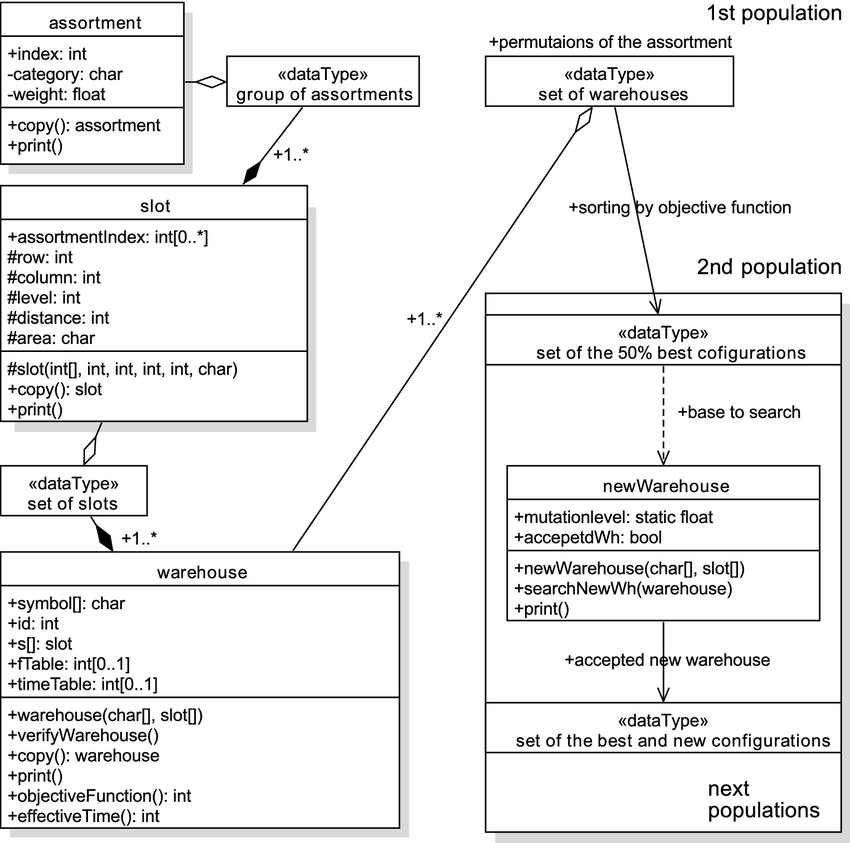 1st population
assortment
+index: int
-category: char
-weight: float
+copy(): assortment
+print()
«dataType»
group of assortments
+1..*
+permutaions of the assortment
«dataType»
set of warehouses
slot
+assortmentIndex: int[0..*]
#row: int
#column: int
#level: int
#distance: int
#area: char
#slot(int[], int, int, int, int, char)
+copy(): slot
+print()
+sorting by objective function
+1..*
2nd population
«dataType»
set of the 50% best cofigurations
+base to search
«dataType»
set of slots
+1..*
newWarehouse
+mutationlevel: static float
+accepetdWh: bool
+newWarehouse(char[], slot[])
+searchNewWh(warehouse)
+print()
warehouse
+symbol[]: char
+id: int
+s[]: slot
+fTable: int[0..1]
+timeTable: int[0..1]
+warehouse(char[], slot[])
+verifyWarehouse()
+copy(): warehouse
+print()
+objectiveFunction(): int
+effectiveTime(): int
+accepted new warehouse
«dataType»
set of the best and new configurations
next
populations